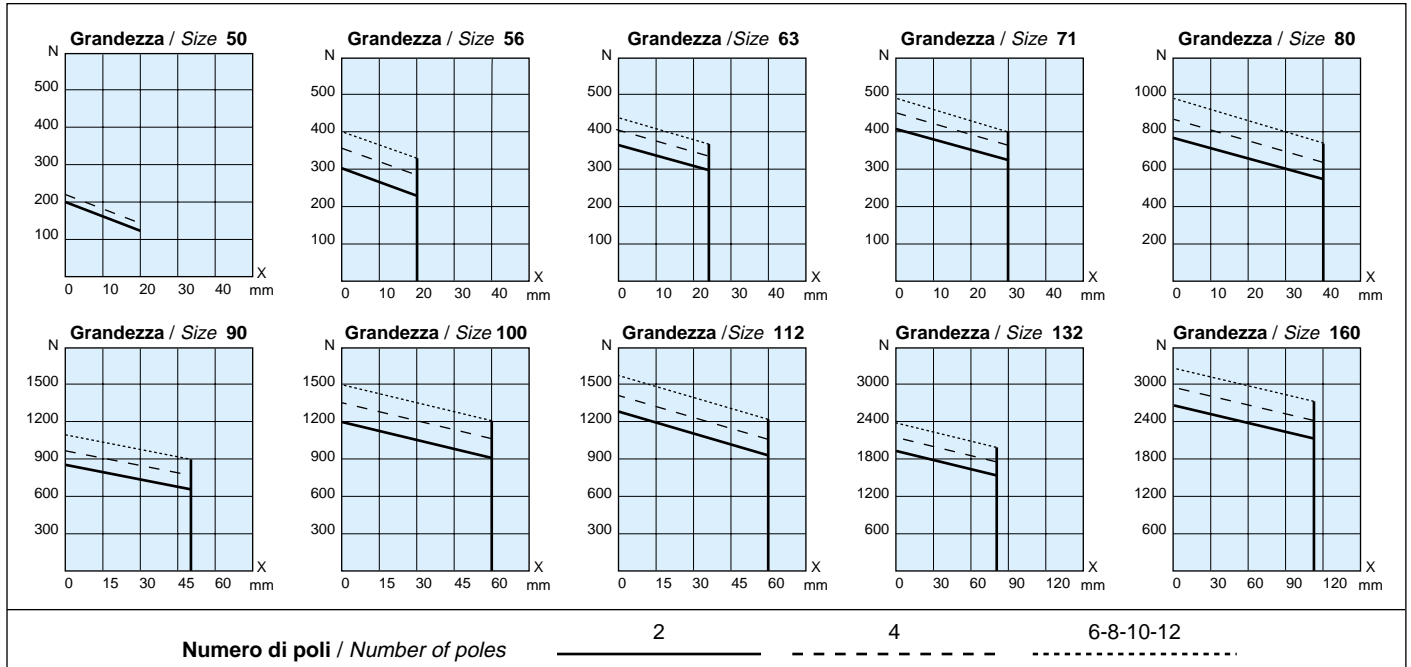 Grandezza / Size 50
N
500
400
300
200
100
0 10 20 30 40 mm
X
Grandezza / Size 56
N
500
400
300
200
100
0 10 20 30 40 mm
X
Grandezza /Size 63
N
500
400
300
200
100
0 10 20 30 40 mm
X
Grandezza / Size 71
N
500
400
300
200
100
0 10 20 30 40 mm
X
Grandezza / Size 80
N
1000
800
600
400
200
0 10 20 30 40 mm
X
Grandezza / Size 90
N
1500
1200
900
600
300
0 15 30 45 60 mm
X
Grandezza / Size 100
N
1500
1200
900
600
300
0 15 30 45 60 mm
X
Grandezza /Size 112
N
1500
1200
900
600
300
0 15 30 45 60 mm
X
Grandezza / Size 132
N
3000
2400
1800
1200
600
0 30 60 90 120 mm
X
Grandezza / Size 160
N
3000
2400
1800
1200
600
0 30 60 90 120 mm
X
Numero di poli / Number of poles
2 4 6-8-10-12